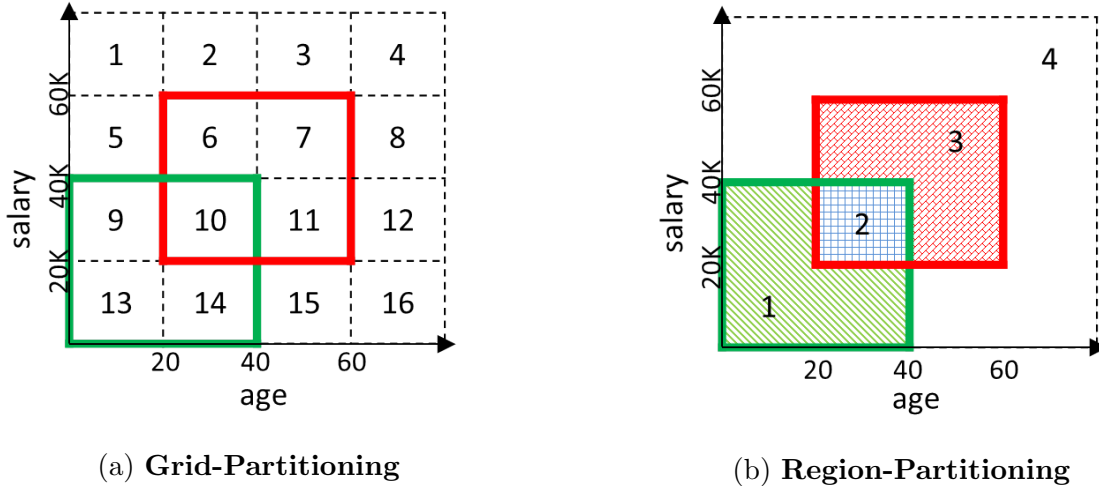 1 2 3 4
60K
5 6 7 8
40K
salary
9 10 11 12
20K
13 14 15 16
20 40 60
age
(a) Grid-Partitioning
4
60K
3
40K
salary
2
20K
1
20 40 60
age
(b) Region-Partitioning